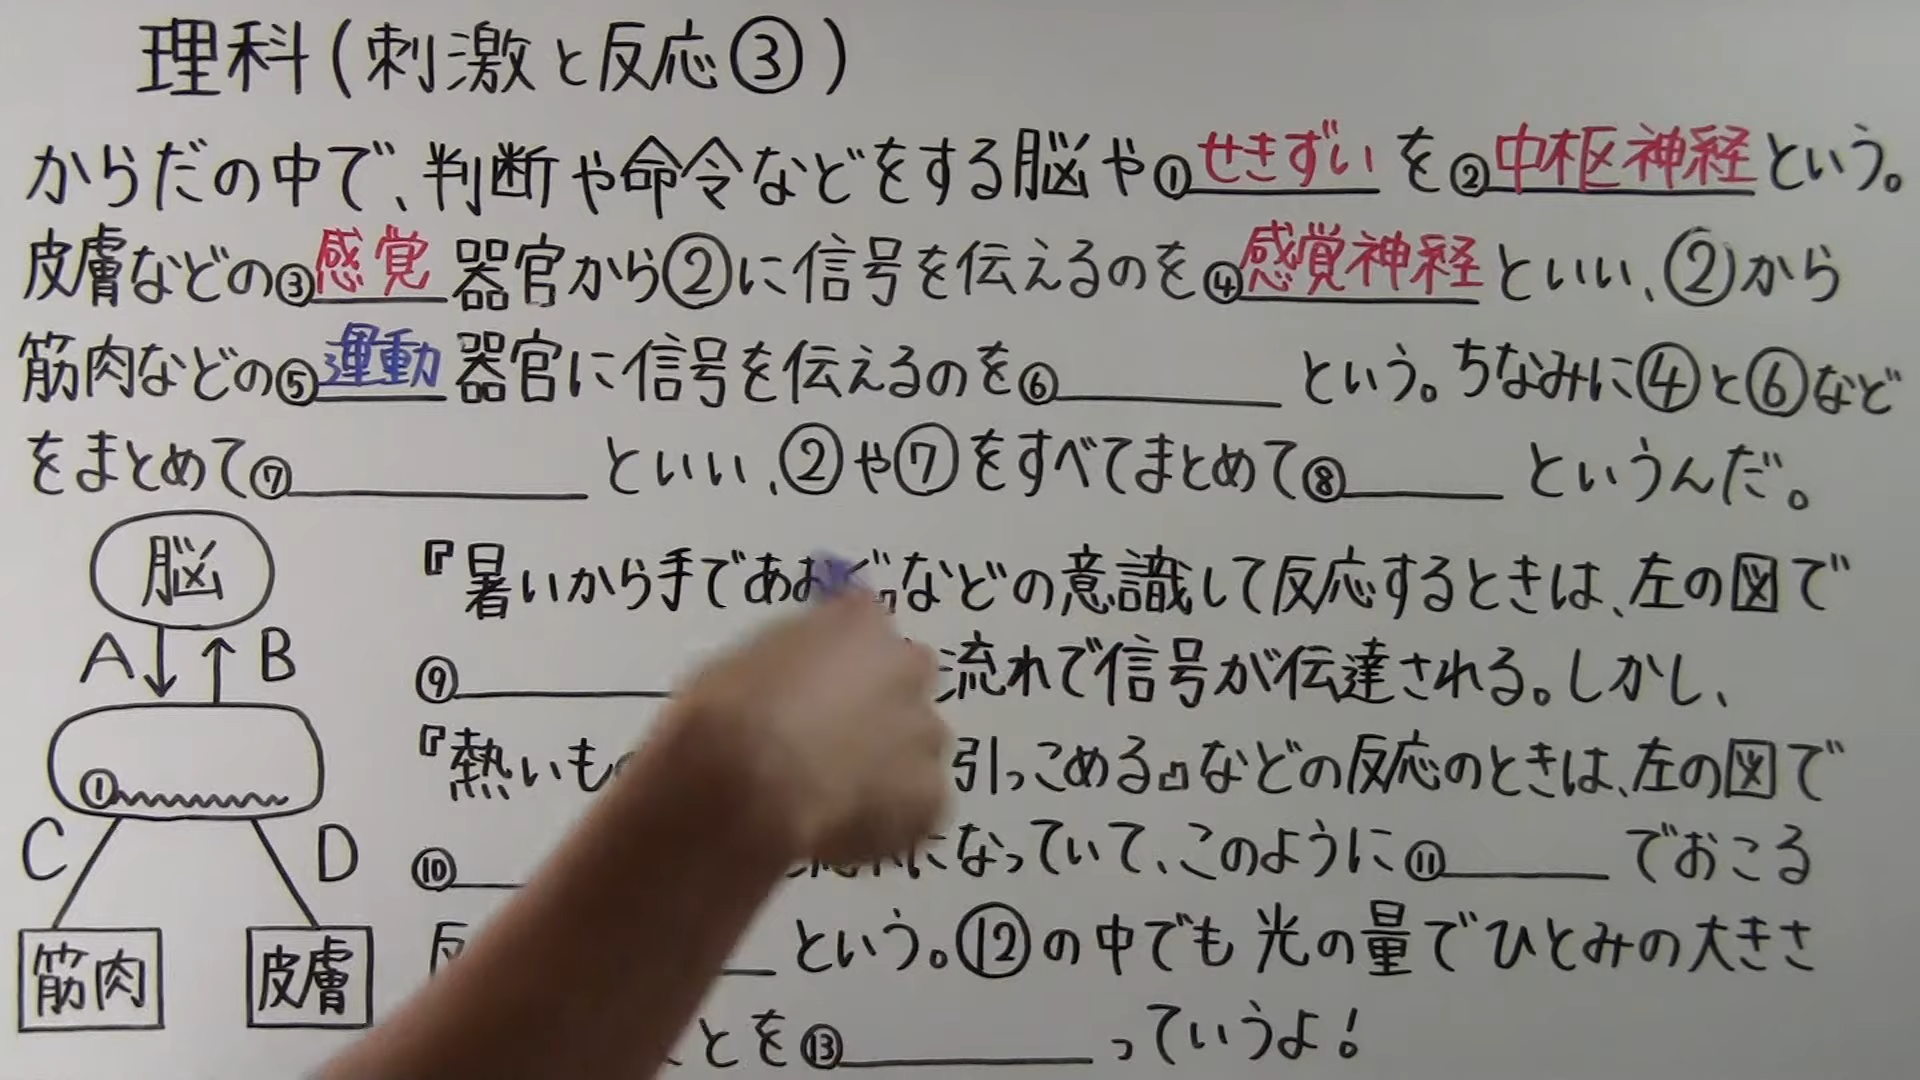 理科(刺激と反応③)
からだの中で、判断や命令などをする脳や①せきずいを②中枢神経という。
皮膚などの③感覚器官から②に信号を伝えるのを④感覚神経といい、②から
筋肉などの⑤運動器官に信号を伝えるのを⑥という。ちなみに④と⑥など
をまとめて⑦といい、②や⑦をすべてまとめて⑧というんだ。
脳
A B
①
C D
筋肉 皮膚
『暑いから手であおぐ』などの意識して反応するときは、左の図で
⑨ 流れで信号が伝達される。しかし、
『熱いも 引っこめる』などの反応のときは、左の図で
⑩ になっていて、このように⑪でおこる
という。⑫の中でも光の量でひとみの大きさ
とを⑬っていうよ!